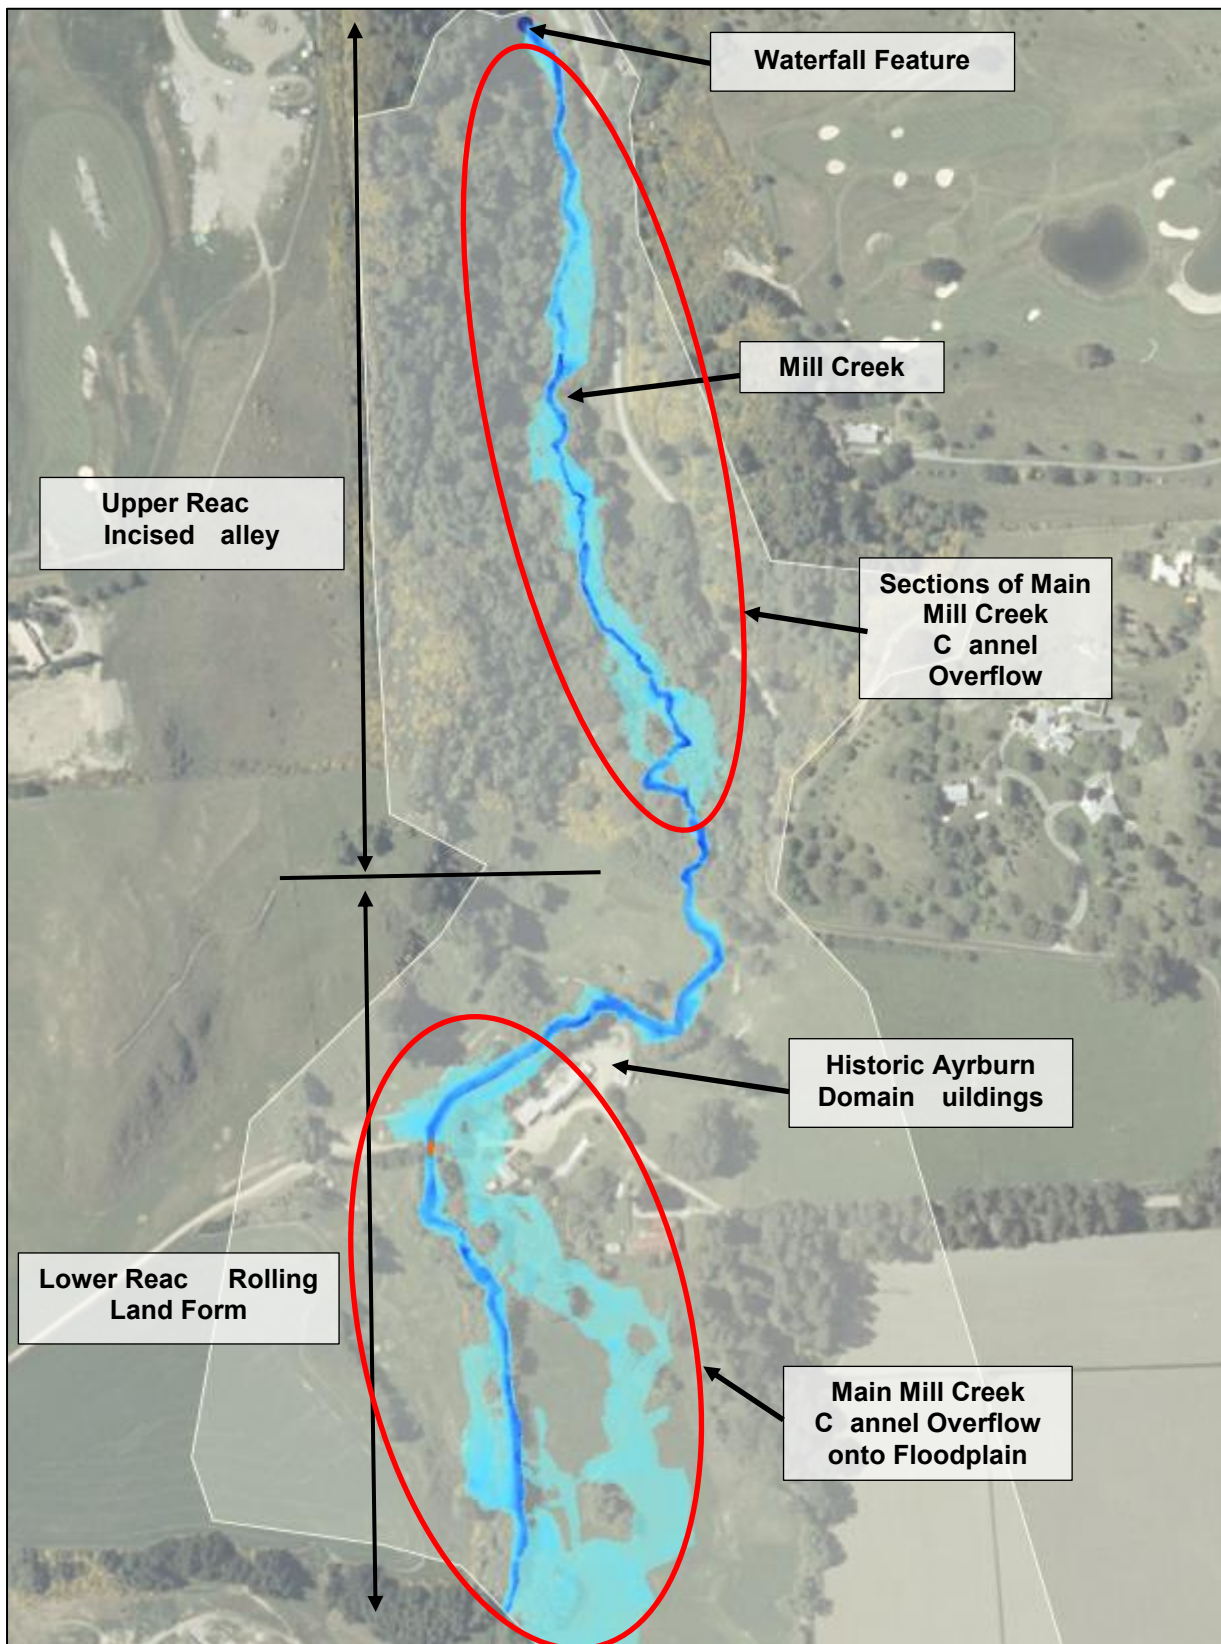 Waterfall Feature
Mill Creek
Upper Reac
Incised alley
Sections of Main
Mill Creek
C annel
Overflow
Historic Ayrburn
Domain uildings
Lower Reac Rolling
Land Form
Main Mill Creek
C annel Overflow
onto Floodplain